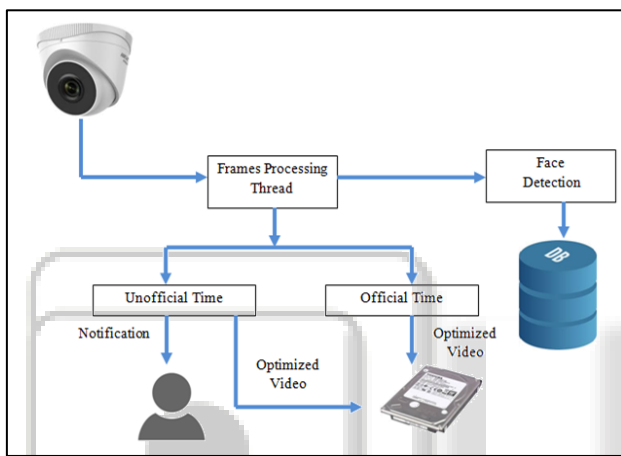 Frames Processing
Thread
Face
Detection
DB
Unofficial Time
Official Time
Notification
Optimized
Video
Optimized
Video